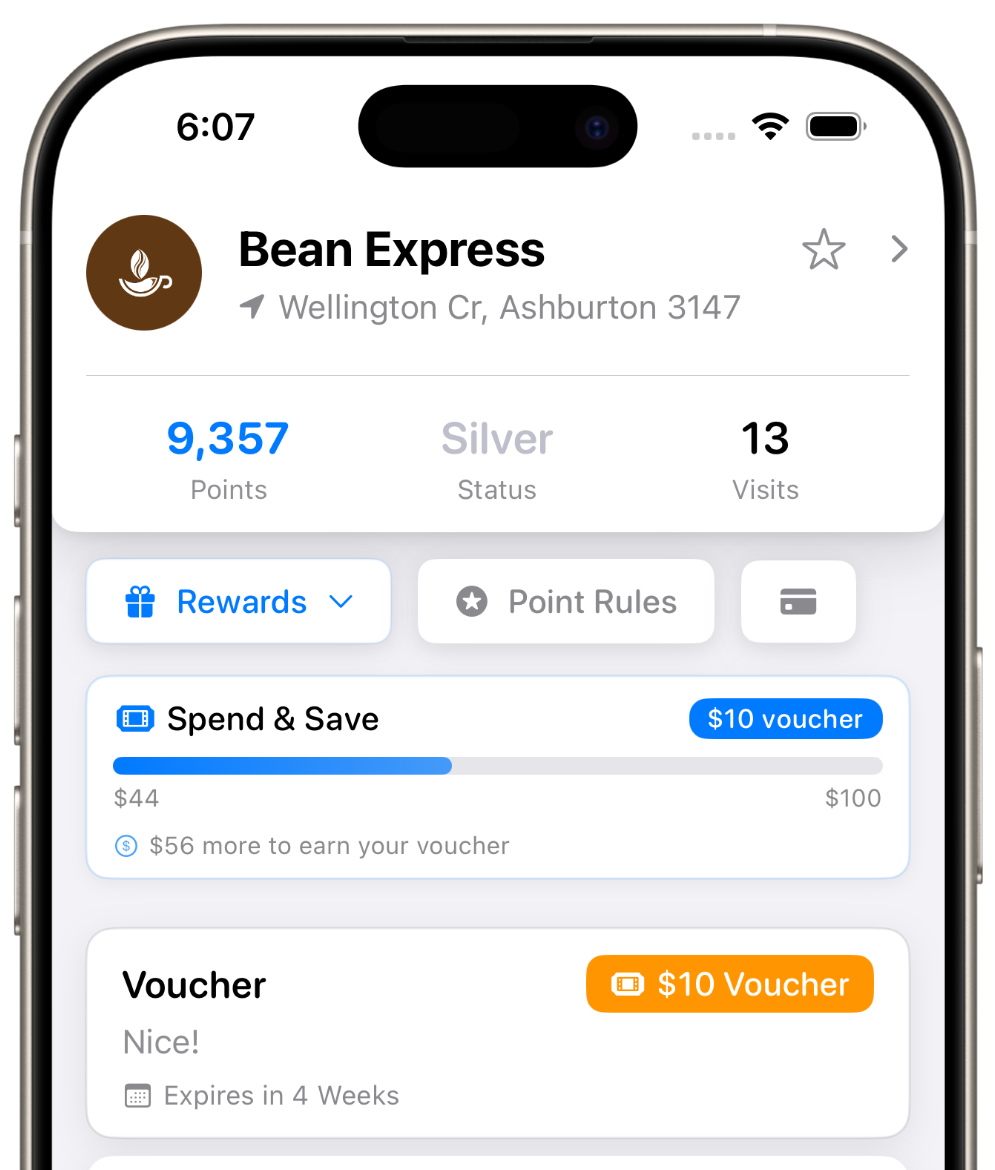 6:07
Bean Express
Wellington Cr, Ashburton 3147
9,357 Silver 13
Points Status Visits
Rewards Point Rules
Spend & Save $10 voucher
$44 $100
$56 more to earn your voucher
Voucher $10 Voucher
Nice!
Expires in 4 Weeks